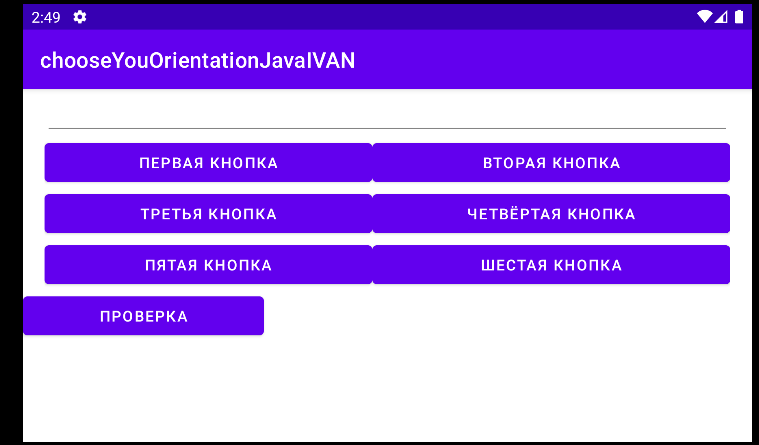 2:49
chooseYouOrientationJavaIVAN
ПЕРВАЯ КНОПКА ВТОРАЯ КНОПКА
ТРЕТЬЯ КНОПКА ЧЕТВЁРТАЯ КНОПКА
ПЯТАЯ КНОПКА ШЕСТАЯ КНОПКА
ПРОВЕРКА